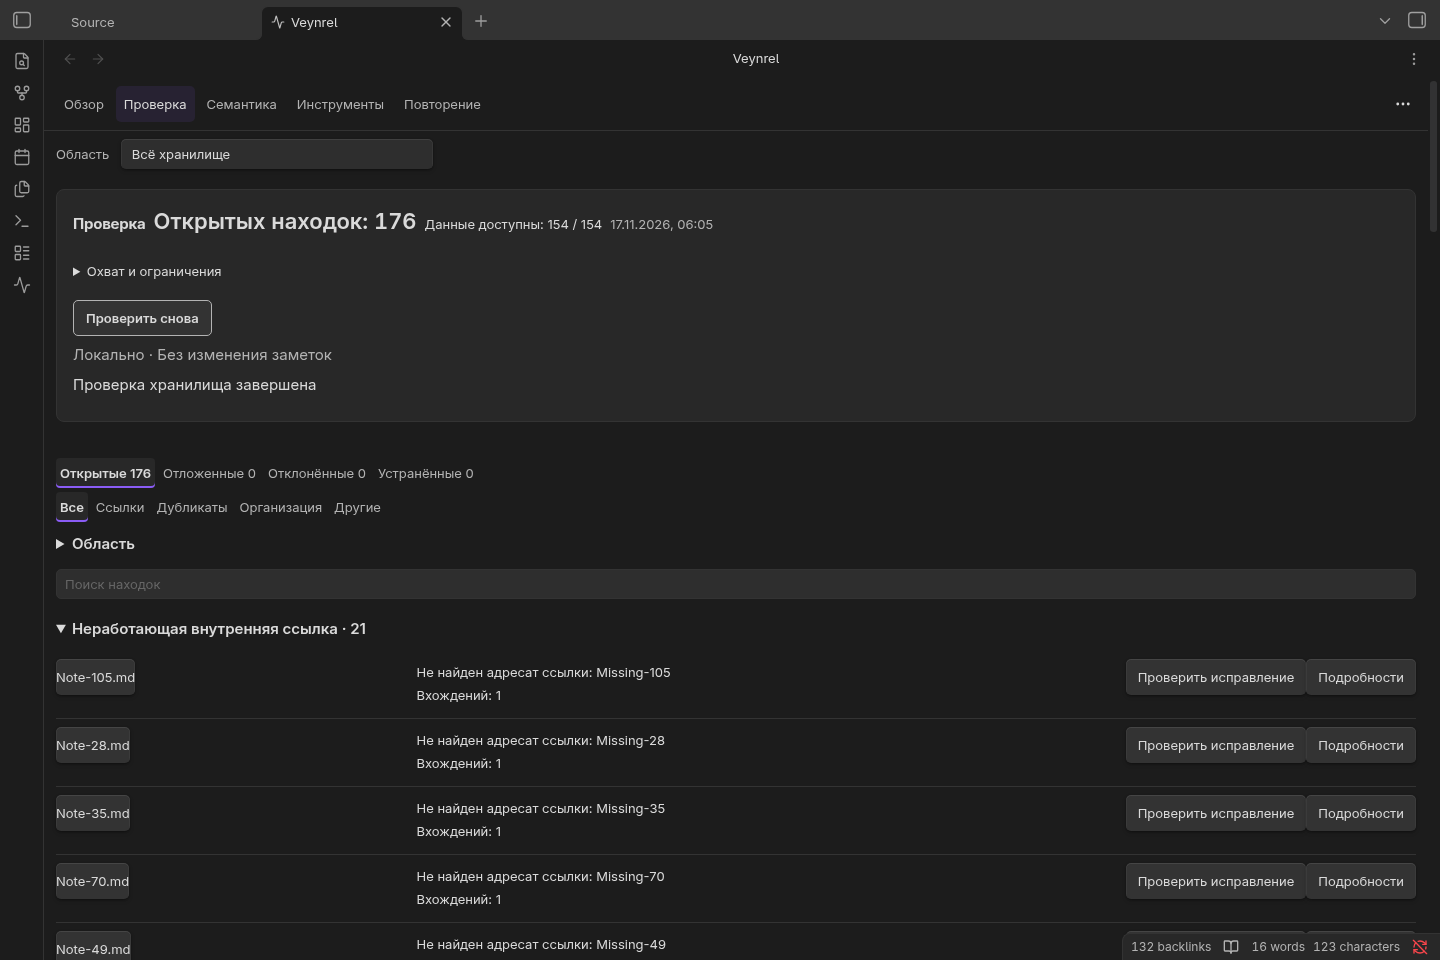 Source
Veynrel
Veynrel
Обзор Проверка Семантика Инструменты Повторение
Область Всё хранилище
Проверка Открытых находок: 176 Данные доступны: 154 / 154 17.11.2026, 06:05
Охват и ограничения
Проверить снова
Локально · Без изменения заметок
Проверка хранилища завершена
Открытые 176 Отложенные 0 Отклонённые 0 Устранённые 0
Все Ссылки Дубликаты Организация Другие
Область
Поиск находок
Неработающая внутренняя ссылка · 21
Note-105.md Не найден адресат ссылки: Missing-105 Проверить исправление Подробности
Вхождений: 1
Note-28.md Не найден адресат ссылки: Missing-28 Проверить исправление Подробности
Вхождений: 1
Note-35.md Не найден адресат ссылки: Missing-35 Проверить исправление Подробности
Вхождений: 1
Note-70.md Не найден адресат ссылки: Missing-70 Проверить исправление Подробности
Вхождений: 1
Note-49.md Не найден адресат ссылки: Missing-49
132 backlinks 16 words 123 characters